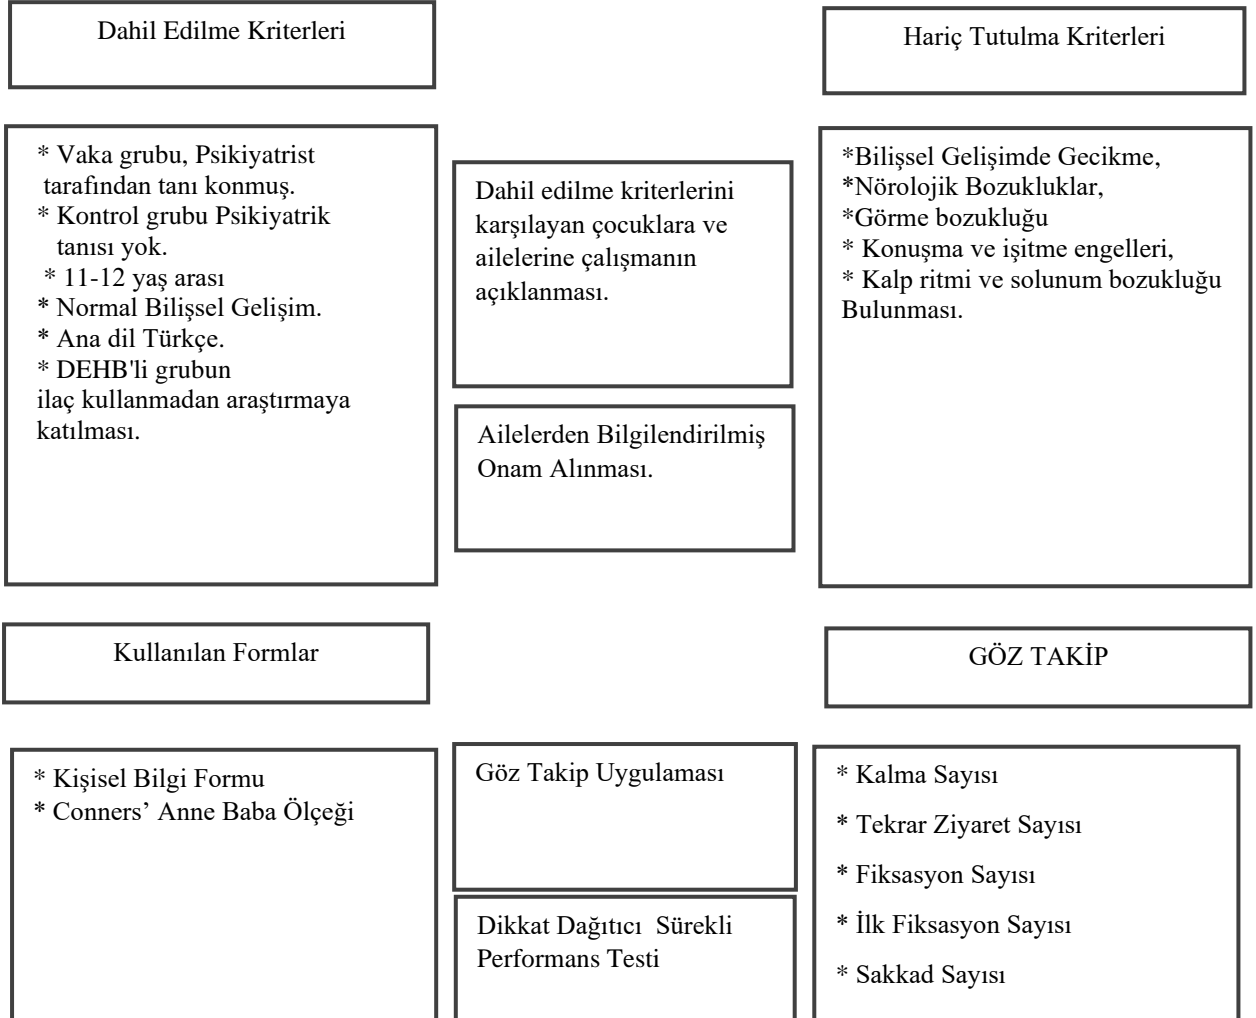 Dahil Edilme Kriterleri
Hariç Tutulma Kriterleri
* Vaka grubu, Psikiyatrist
tarafından tanı konmuş.
* Kontrol grubu Psikiyatrik
tanısı yok.
* 11-12 yaş arası
* Normal Bilişsel Gelişim.
* Ana dil Türkçe.
* DEHB'li grubun
ilaç kullanmadan araştırmaya
katılması.
Dahil edilme kriterlerini
karşılayan çocuklara ve
ailelerine çalışmanın
açıklanması.
Ailelerden Bilgilendirilmiş
Onam Alınması.
*Bilişsel Gelişimde Gecikme,
*Nörolojik Bozukluklar,
*Görme bozukluğu
* Konuşma ve işitme engelleri,
* Kalp ritmi ve solunum bozukluğu
Bulunması.
Kullanılan Formlar
GÖZ TAKİP
* Kişisel Bilgi Formu
* Conners’ Anne Baba Ölçeği
Göz Takip Uygulaması
Dikkat Dağıtıcı  Sürekli
Performans Testi
* Kalma Sayısı
* Tekrar Ziyaret Sayısı
* Fiksasyon Sayısı
* İlk Fiksasyon Sayısı
* Sakkad Sayısı